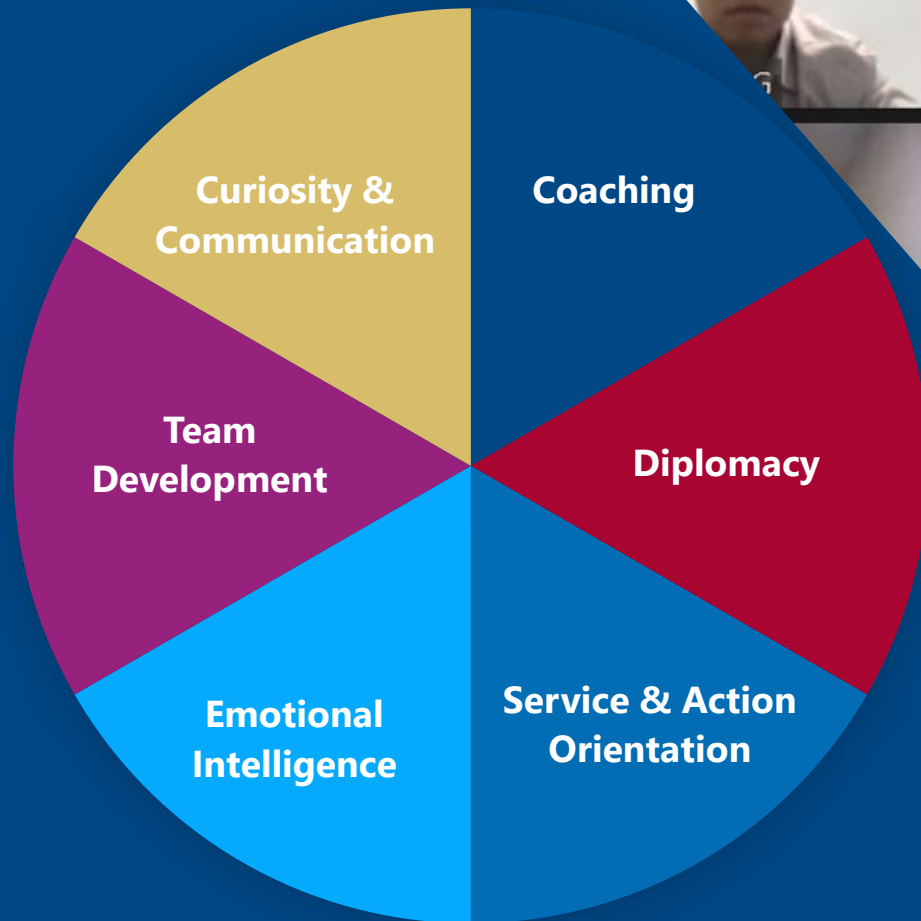 Curiosity &
Communication
Coaching
Team
Development
Diplomacy
Emotional
Intelligence
Service & Action
Orientation